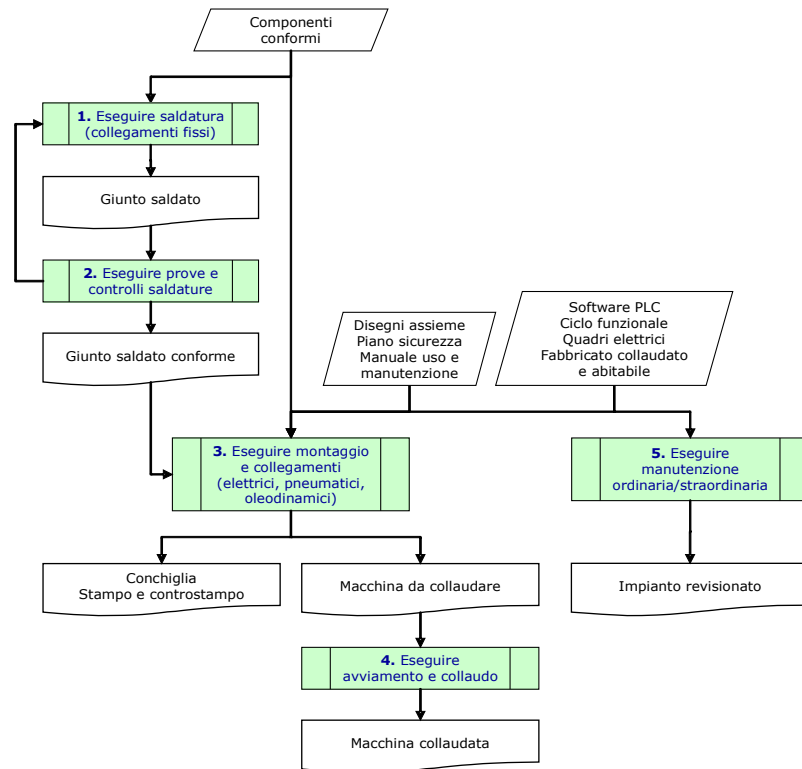 Componenti
conformi
1. Eseguire saldatura
(collegamenti fissi)
Giunto saldato
2. Eseguire prove e
controlli saldature
Giunto saldato conforme
Disegni assieme
Piano sicurezza
Manuale uso e
manutenzione
Software PLC
Ciclo funzionale
Quadri elettrici
Fabbricato collaudato
e abitabile
3. Eseguire montaggio
e collegamenti
(elettrici, pneumatici,
oleodinamici)
5. Eseguire
manutenzione
ordinaria/straordinaria
Conchiglia
Stampo e controstampo
Macchina da collaudare
Impianto revisionato
4. Eseguire
avviamento e collaudo
Macchina collaudata